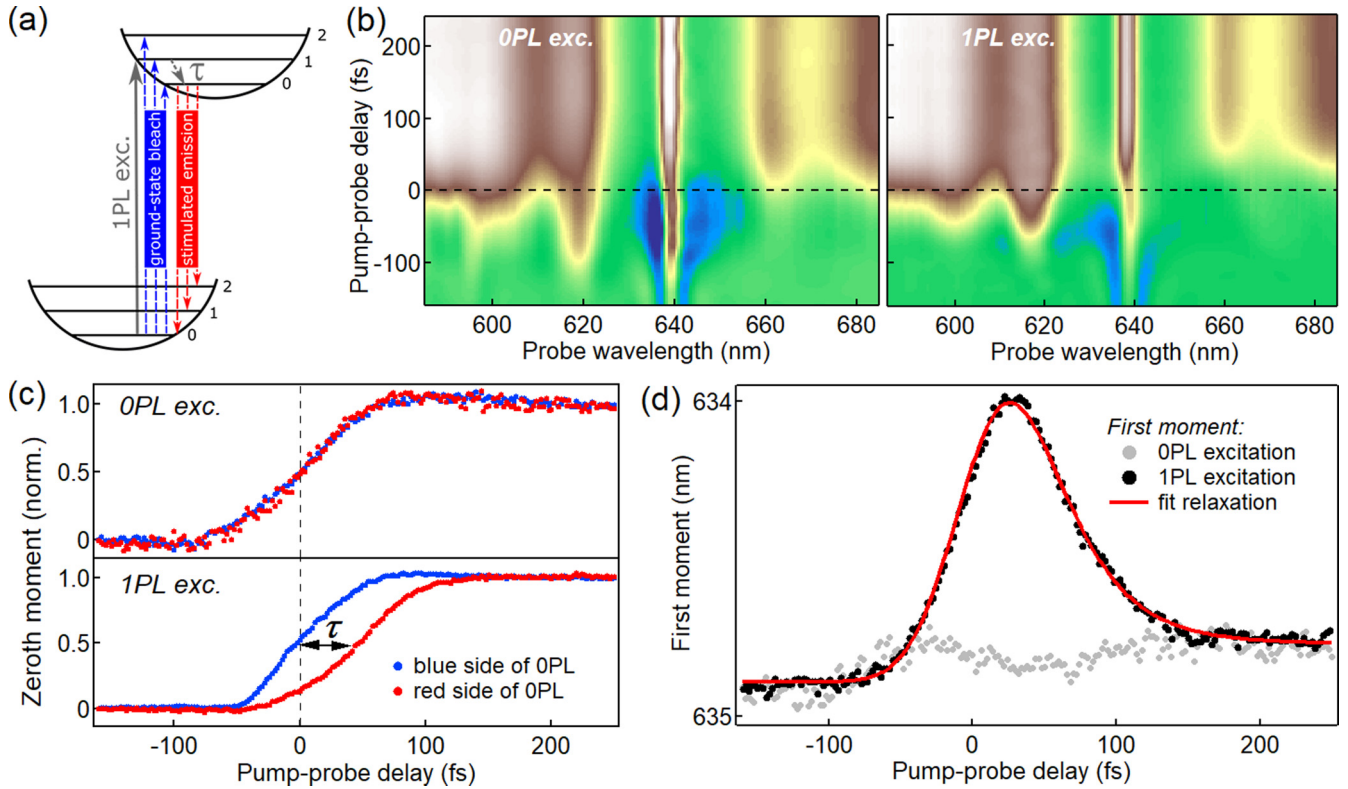 (a)
2
1
0
τ
1PL exc.
ground-state bleach
stimulated emission
2
1
0
(b)
0PL exc.
1PL exc.
Pump-probe delay (fs)
200
100
0
-100
600 620 640 660 680
600 620 640 660 680
Probe wavelength (nm)
Probe wavelength (nm)
(c)
0PL exc.
1.0
0.5
0
1PL exc.
1.0
0.5
0
τ
blue side of 0PL
red side of 0PL
Zeroth moment (norm.)
-100 0 100 200
Pump-probe delay (fs)
(d)
634
635
First moment (nm)
First moment:
0PL excitation
1PL excitation
fit relaxation
-100 0 100 200
Pump-probe delay (fs)